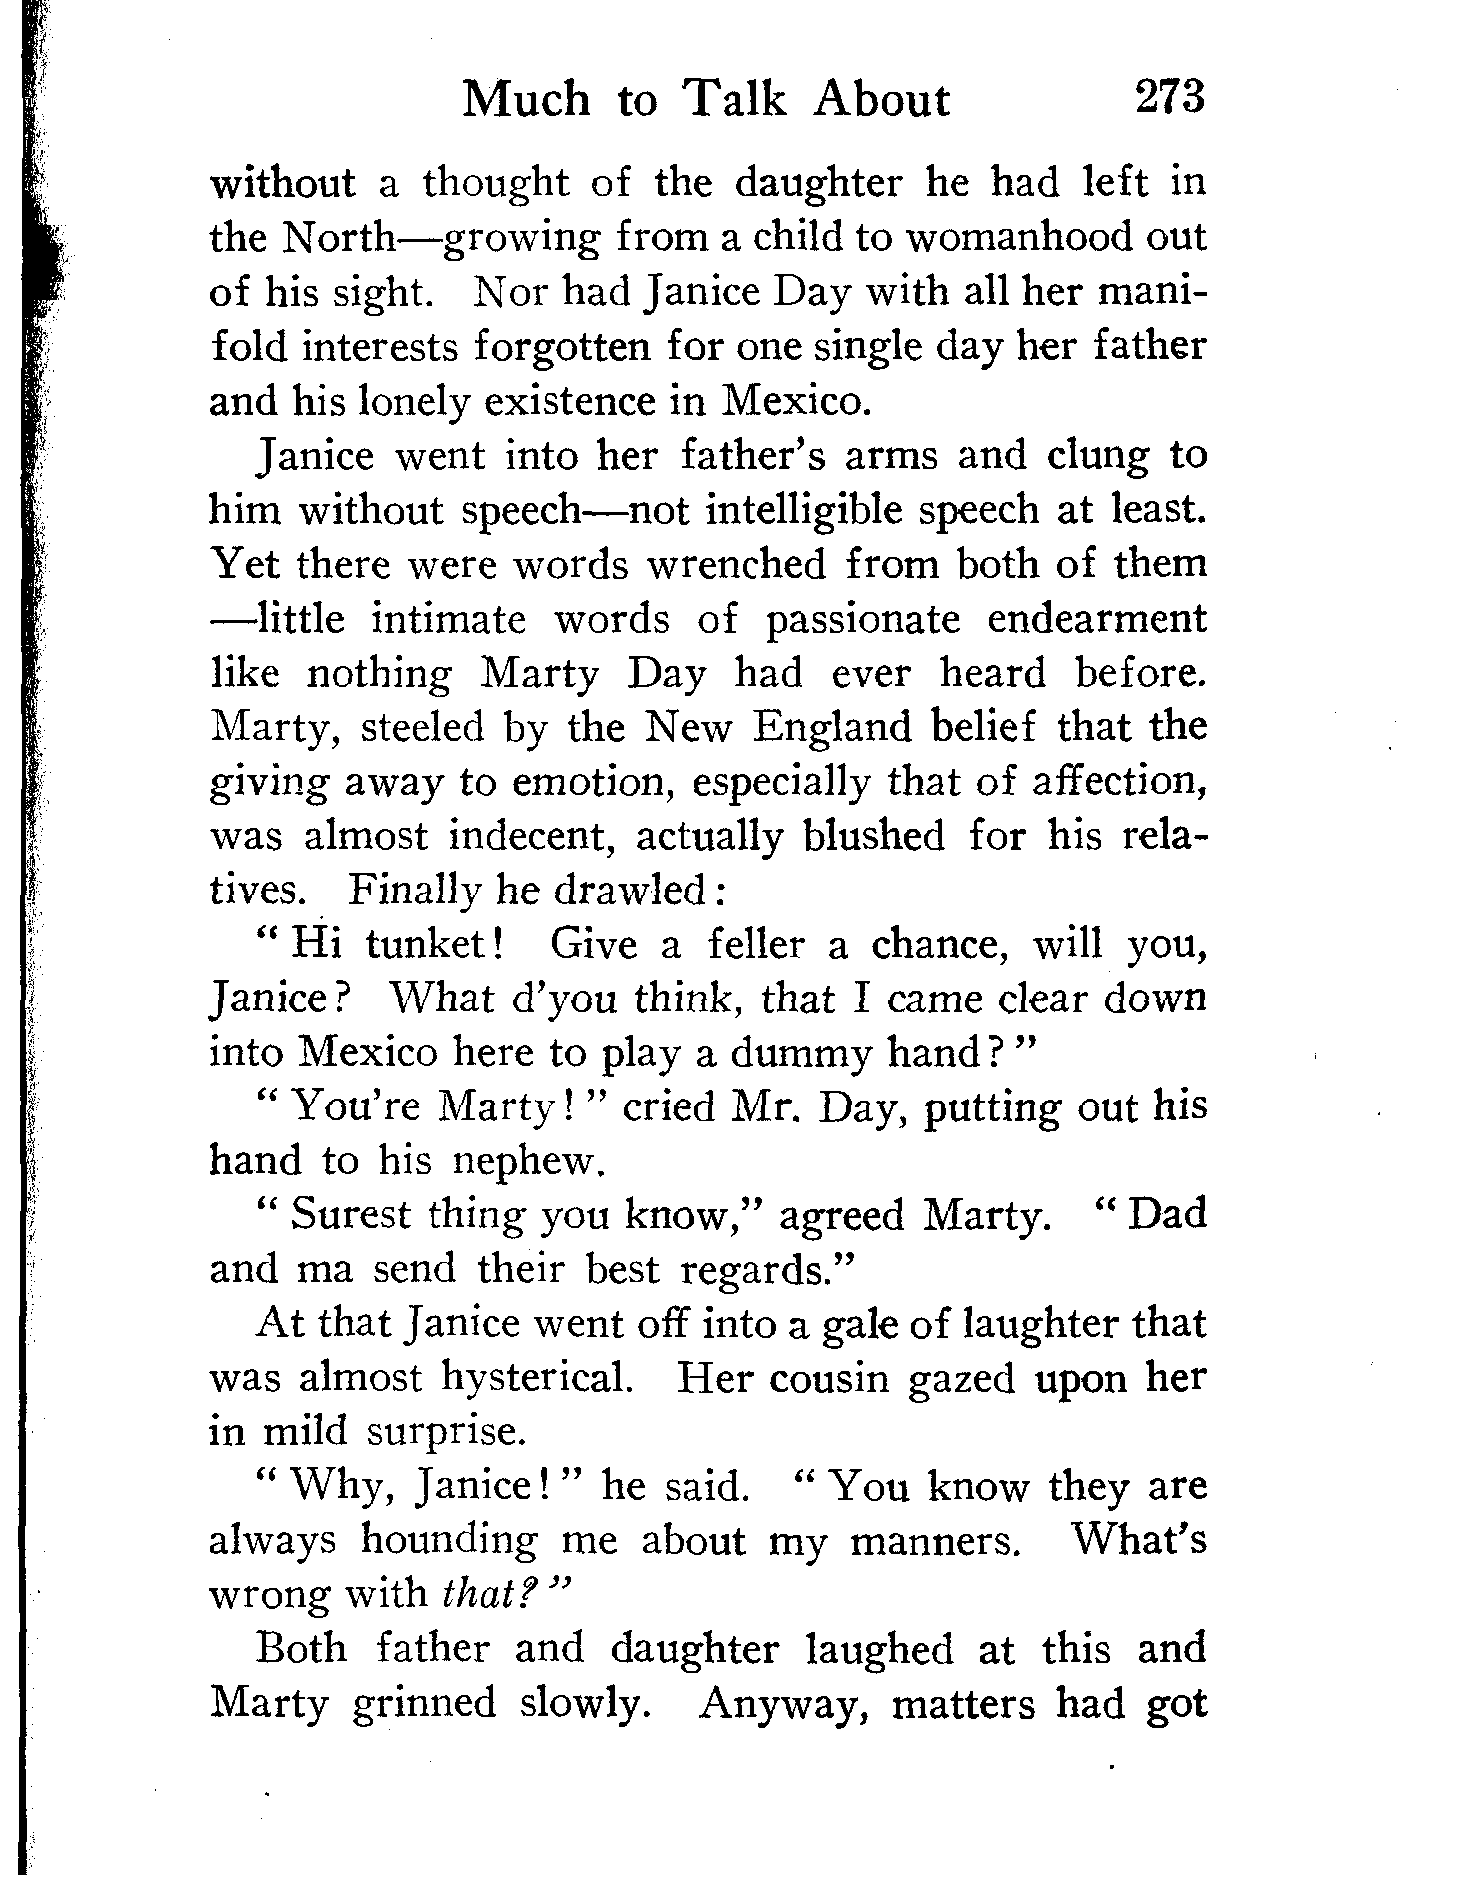 Much to Talk About 273
without a thought of the daughter he had left in
the North—growing from a child to womanhood out
of his sight. Nor had Janice Day with all her mani-
fold interests forgotten for one single day her father
and his lonely existence in Mexico.
Janice went into her father's arms and clung to
him without speech—not intelligible speech at least.
Yet there were words wrenched from both of them
—little intimate words of passionate endearment
like nothing Marty Day had ever heard before.
Marty, steeled by the New England belief that the
giving away to emotion, especially that of affection,
was almost indecent, actually blushed for his rela-
tives. Finally he drawled:
" Hi tunket! Give a feller a chance, will you,
Janice? What d'you think, that I came clear down
into Mexico here to play a dummy hand?"
" You're Marty!" cried Mr. Day, putting out his
hand to his nephew.
" Surest thing you know," agreed Marty. " Dad
and ma send their best regards."
At that Janice went off into a gale of laughter that
was almost hysterical. Her cousin gazed upon her
in mild surprise.
" Why, Janice!" he said. " You know they are
always hounding me about my manners. What's
wrong with that?"
Both father and daughter laughed at this and
Marty grinned slowly. Anyway, matters had got